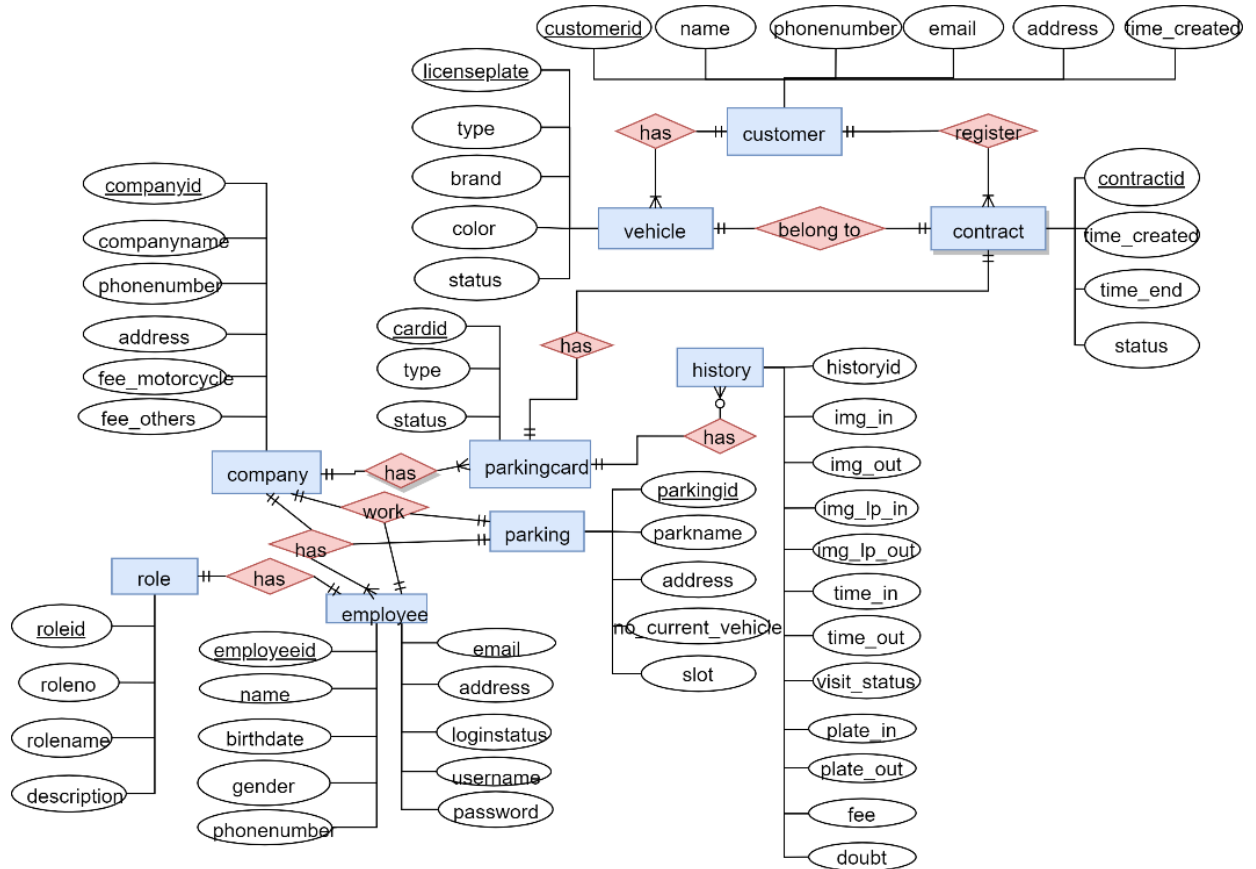 customerid
name
phonenumber
email
address
time_created
licenseplate
type
brand
color
status
has
customer
register
vehicle
belong to
contract
contractid
time_created
time_end
status
companyid
companyname
phonenumber
address
fee_motorcycle
fee_others
company
cardid
type
status
has
has
parkingcard
has
history
historyid
img_in
img_out
img_lp_in
img_lp_out
time_in
time_out
visit_status
plate_in
plate_out
fee
doubt
work
has
parking
parkingid
parkname
address
no_current_vehicle
slot
role
has
employee
roleid
roleno
rolename
description
employeeid
name
birthdate
gender
phonenumber
email
address
loginstatus
username
password